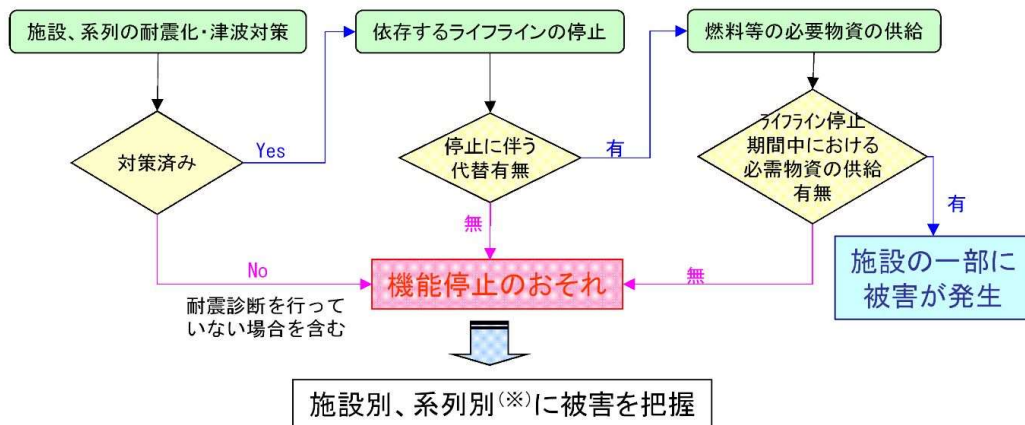 施設、系列の耐震化・津波対策
依存するライフラインの停止
燃料等の必要物資の供給
対策済み
Yes
停止に伴う
代替有無
有
ライフライン停止
期間中における
必需物資の供給
有無
有
無
No
機能停止のおそれ
無
施設の一部に
被害が発生
耐震診断を行って
いない場合を含む
施設別、系列別(※)に被害を把握